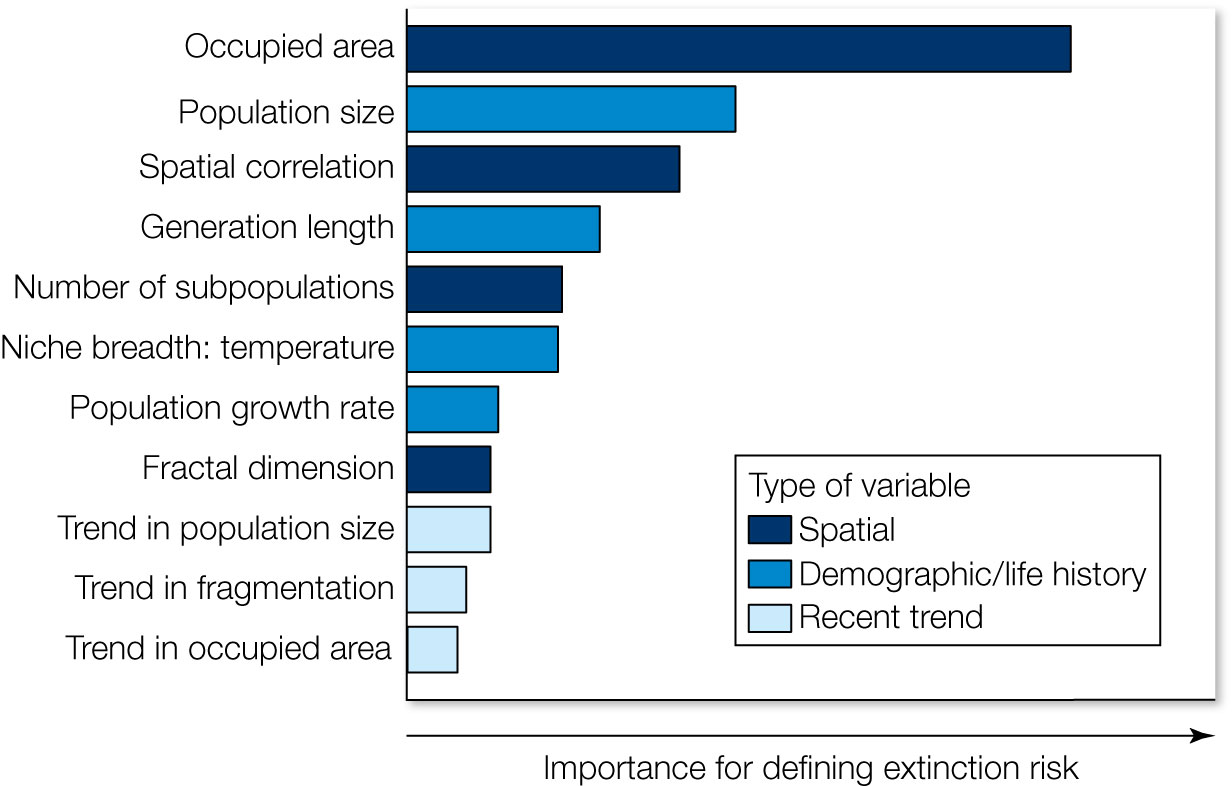 Occupied area
Population size
Spatial correlation
Generation length
Number of subpopulations
Niche breadth: temperature
Population growth rate
Fractal dimension
Trend in population size
Trend in fragmentation
Trend in occupied area
Type of variable
Spatial
Demographic/life history
Recent trend
Importance for defining extinction risk